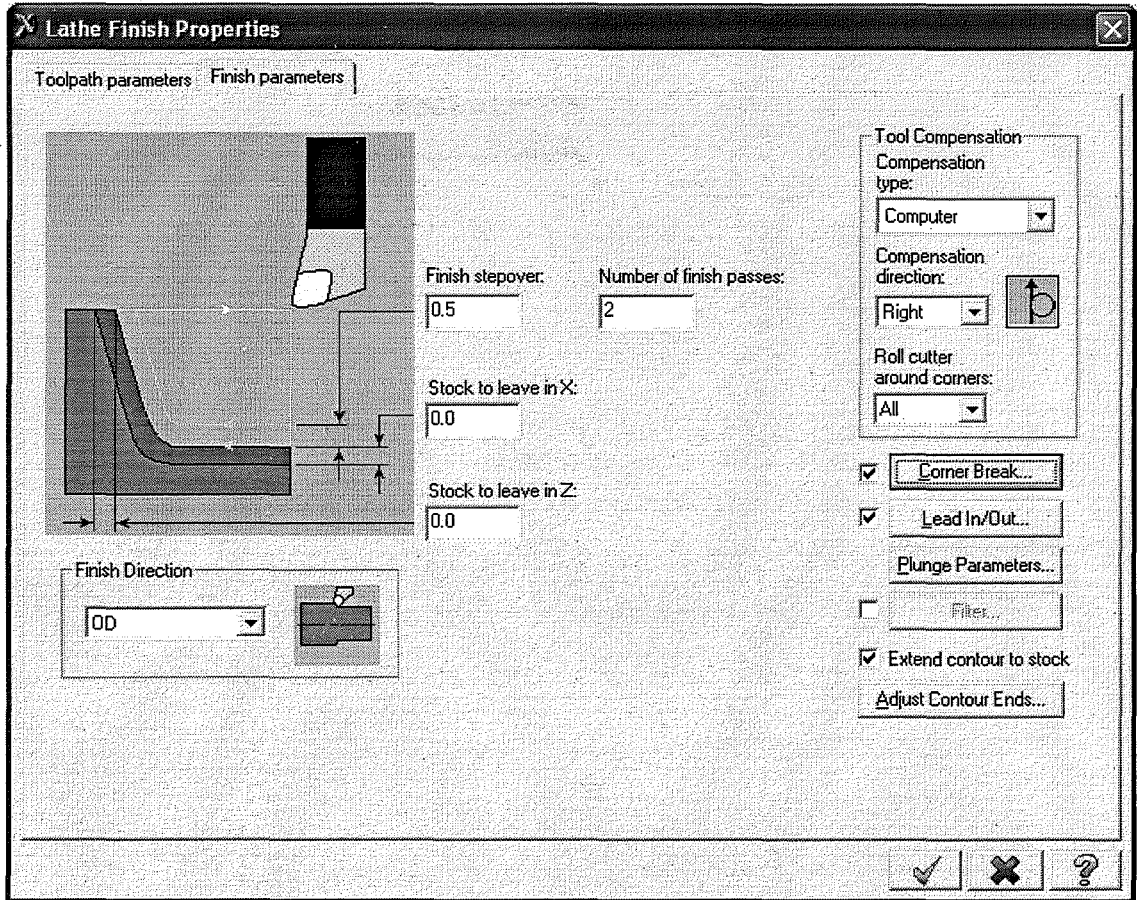 Lathe Finish Properties
Toolpath parameters
Finish parameters
Finish stepover:
0.5
Number of finish passes:
2
Stock to leave in X:
0.0
Stock to leave in Z:
0.0
Finish Direction
OD
Tool Compensation
Compensation
type:
Computer
Compensation
direction:
Right
Roll cutter
around corners:
All
Corner Break...
Lead In/Out...
Plunge Parameters...
Filter...
Extend contour to stock
Adjust Contour Ends...